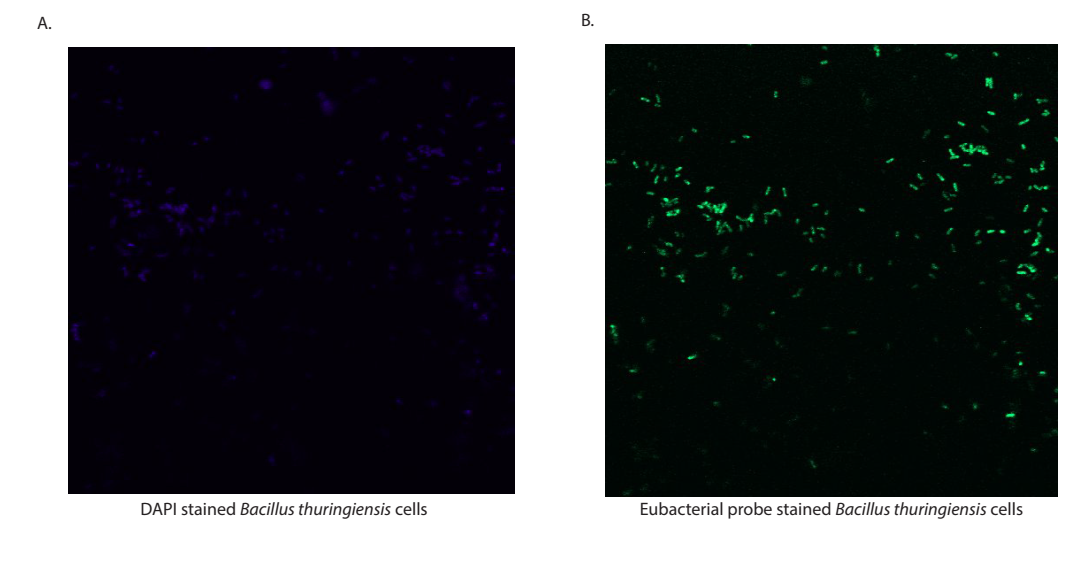 A.
B.
DAPI stained Bacillus thuringiensis cells
Eubacterial probe stained Bacillus thuringiensis cells